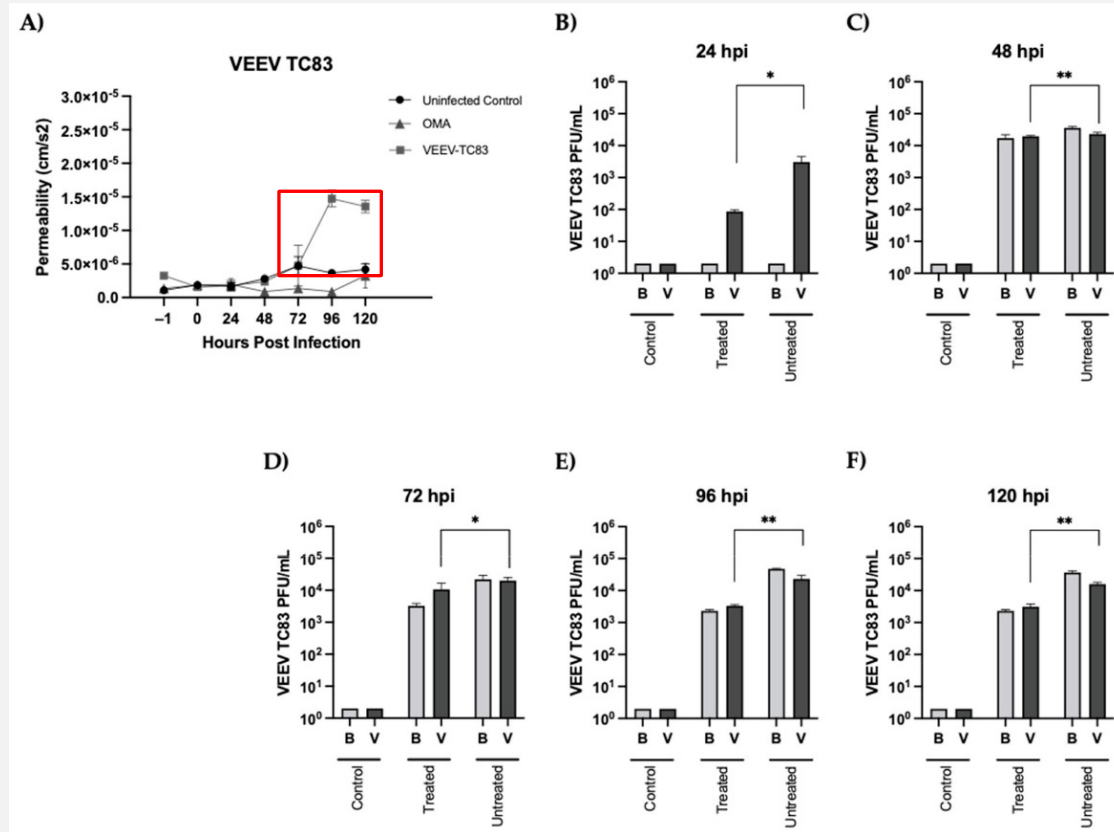 A)
VEEV TC83
Permeability (cm/s2)
3.0×10⁻⁵
2.5×10⁻⁵
2.0×10⁻⁵
1.5×10⁻⁵
1.0×10⁻⁵
5.0×10⁻⁶
0.0
–1 0 24 48 72 96 120
Hours Post Infection
Uninfected Control
OMA
VEEV-TC83
B)
24 hpi
VEEV TC83 PFU/mL
10⁶
10⁵
10⁴
10³
10²
10¹
10⁰
*
B V B V B V
Control Treated Untreated
C)
48 hpi
VEEV TC83 PFU/mL
10⁶
10⁵
10⁴
10³
10²
10¹
10⁰
**
B V B V B V
Control Treated Untreated
D)
72 hpi
VEEV TC83 PFU/mL
10⁶
10⁵
10⁴
10³
10²
10¹
10⁰
*
B V B V B V
Control Treated Untreated
E)
96 hpi
VEEV TC83 PFU/mL
10⁶
10⁵
10⁴
10³
10²
10¹
10⁰
**
B V B V B V
Control Treated Untreated
F)
120 hpi
VEEV TC83 PFU/mL
10⁶
10⁵
10⁴
10³
10²
10¹
10⁰
**
B V B V B V
Control Treated Untreated